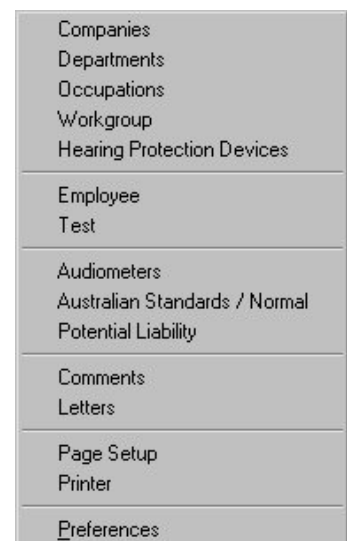 Companies
Departments
Occupations
Workgroup
Hearing Protection Devices
Employee
Test
Audiometers
Australian Standards / Normal
Potential Liability
Comments
Letters
Page Setup
Printer
Preferences